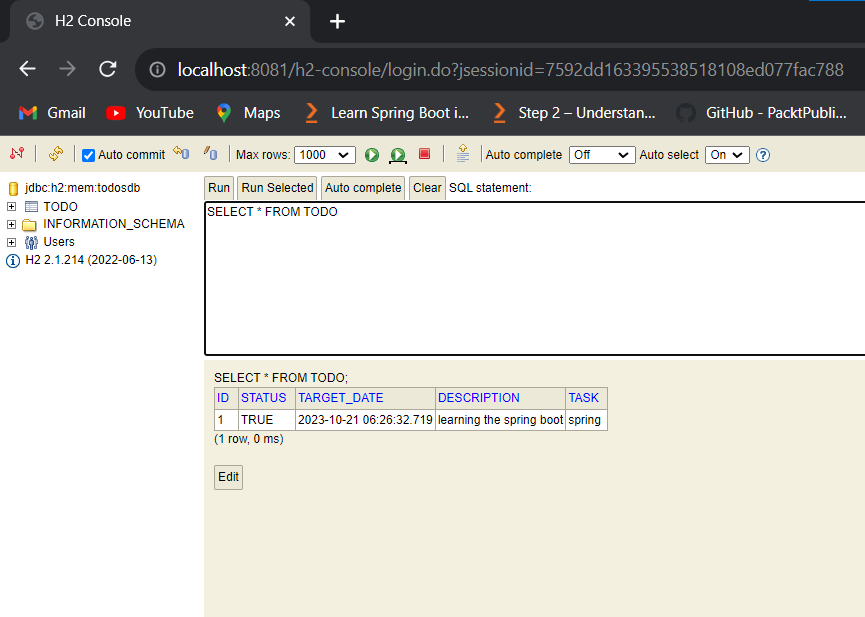 H2 Console
localhost:8081/h2-console/login.do?jsessionid=7592dd163395538518108ed077fac788
Gmail YouTube Maps Learn Spring Boot i... Step 2 – Understan... GitHub - PacktPubli...
Auto commit Max rows: 1000 Auto complete Off Auto select On
jdbc:h2:mem:todosdb
TODO
INFORMATION_SCHEMA
Users
H2 2.1.214 (2022-06-13)
Run Run Selected Auto complete Clear SQL statement:
SELECT * FROM TODO
SELECT * FROM TODO;
ID STATUS TARGET_DATE DESCRIPTION TASK
1 TRUE 2023-10-21 06:26:32.719 learning the spring boot spring
(1 row, 0 ms)
Edit